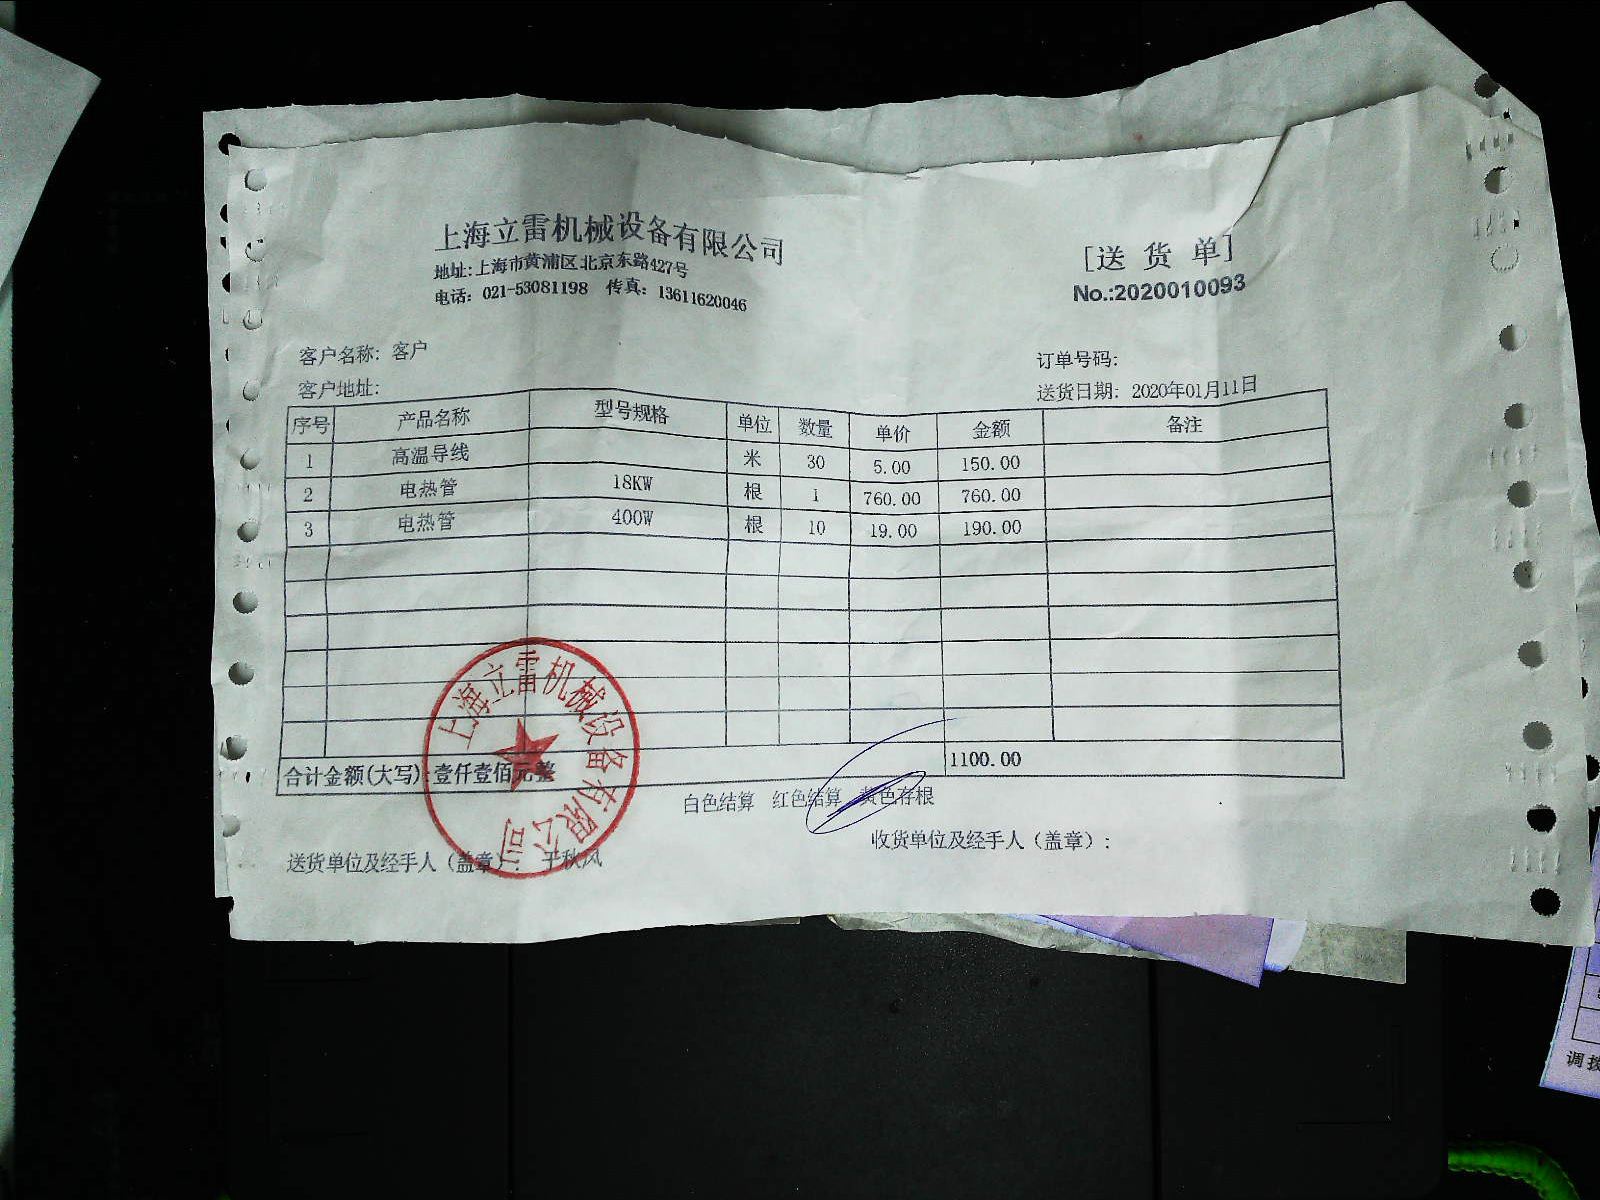 上海立雷机械设备有限公司
地址:上海市黄浦区北京东路427号
电话: 021-53081198 传真: 13611620046
[送 货 单]
No.:2020010093
客户名称: 客户
订单号码:
客户地址:
送货日期: 2020年01月11日
序号 产品名称 型号规格 单位 数量 单价 金额 备注
1 高温导线 米 30 5.00 150.00
2 电热管 18KW 根 1 760.00 760.00
3 电热管 400W 根 10 19.00 190.00
合计金额(大写):壹仟壹佰元整 1100.00
白色结算 红色结算 黄色存根
送货单位及经手人（盖章）: 于秋风
收货单位及经手人（盖章）:
上海立雷机械设备有限公司
调拨